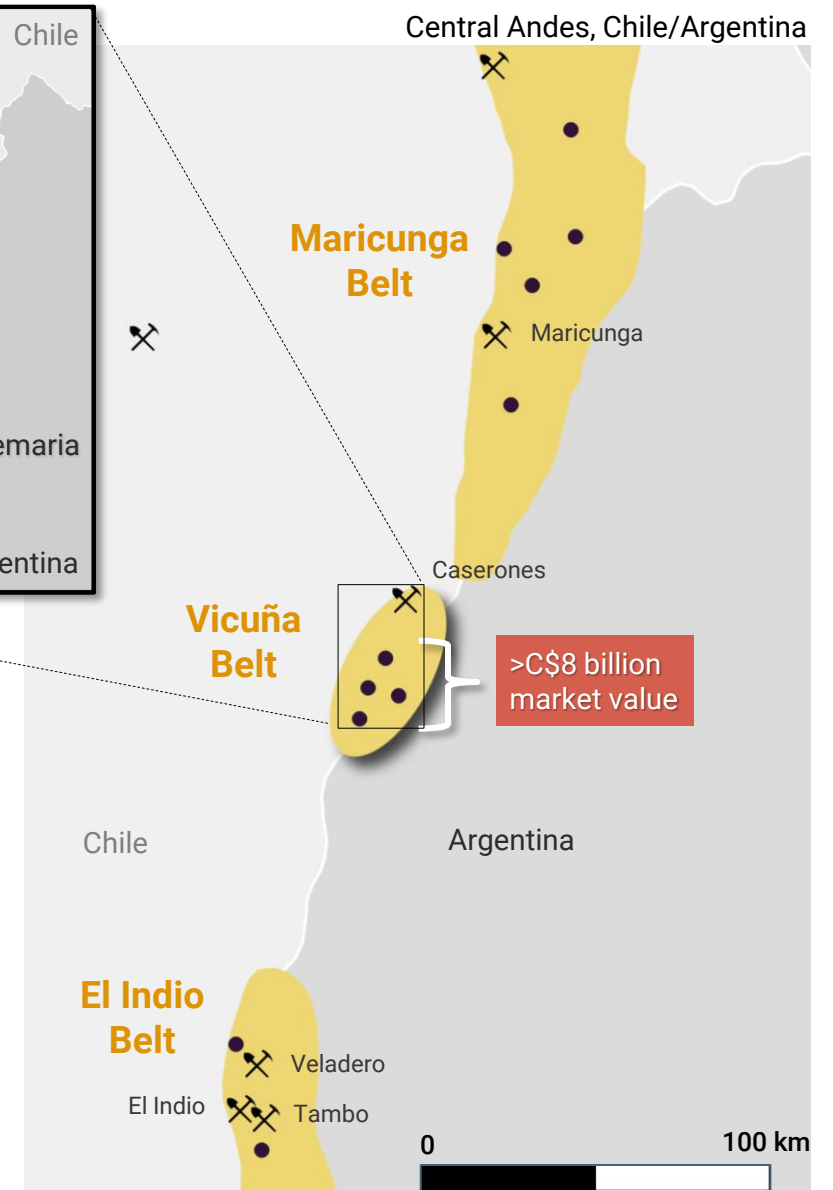 Central Andes, Chile/Argentina
Chile
Maricunga
Belt
Maricunga
emaria
entina
Caserones
Vicuña
Belt
>C$8 billion
market value
Chile
Argentina
El Indio
Belt
Veladero
El Indio
Tambo
0
100 km